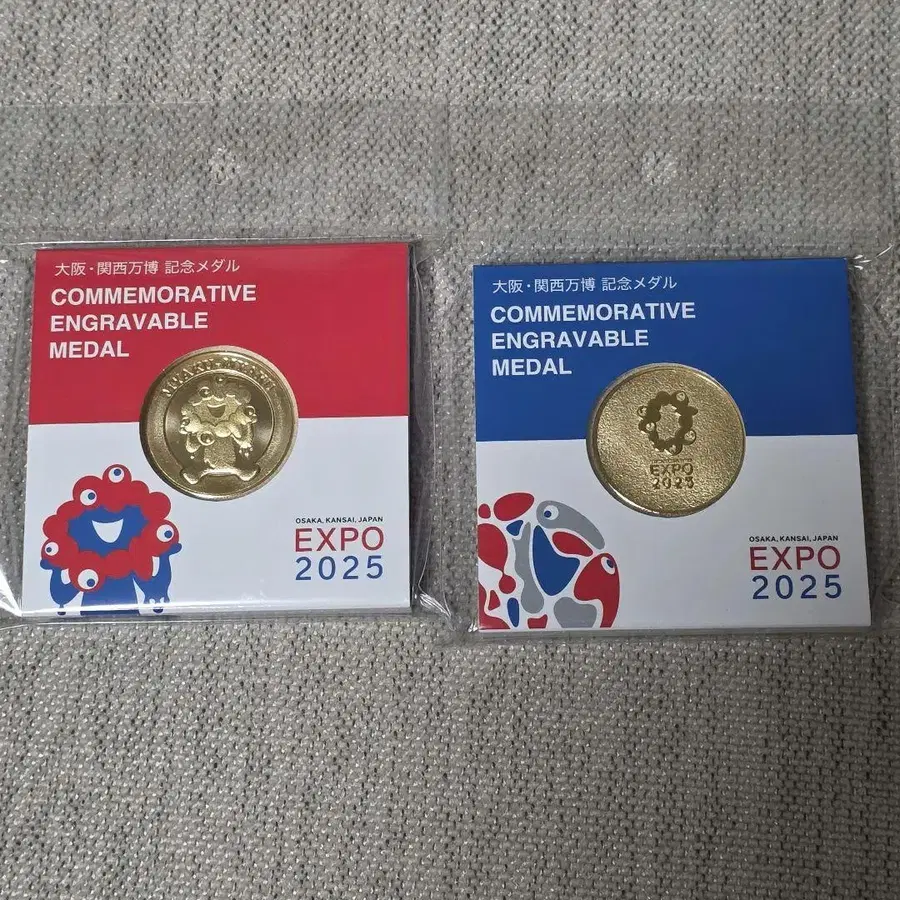 大阪・関西万博 記念メダル
COMMEMORATIVE
ENGRAVABLE
MEDAL
OSAKA, KANSAI, JAPAN
EXPO
2025
大阪・関西万博 記念メダル
COMMEMORATIVE
ENGRAVABLE
MEDAL
EXPO
2025
OSAKA, KANSAI, JAPAN
EXPO
2025